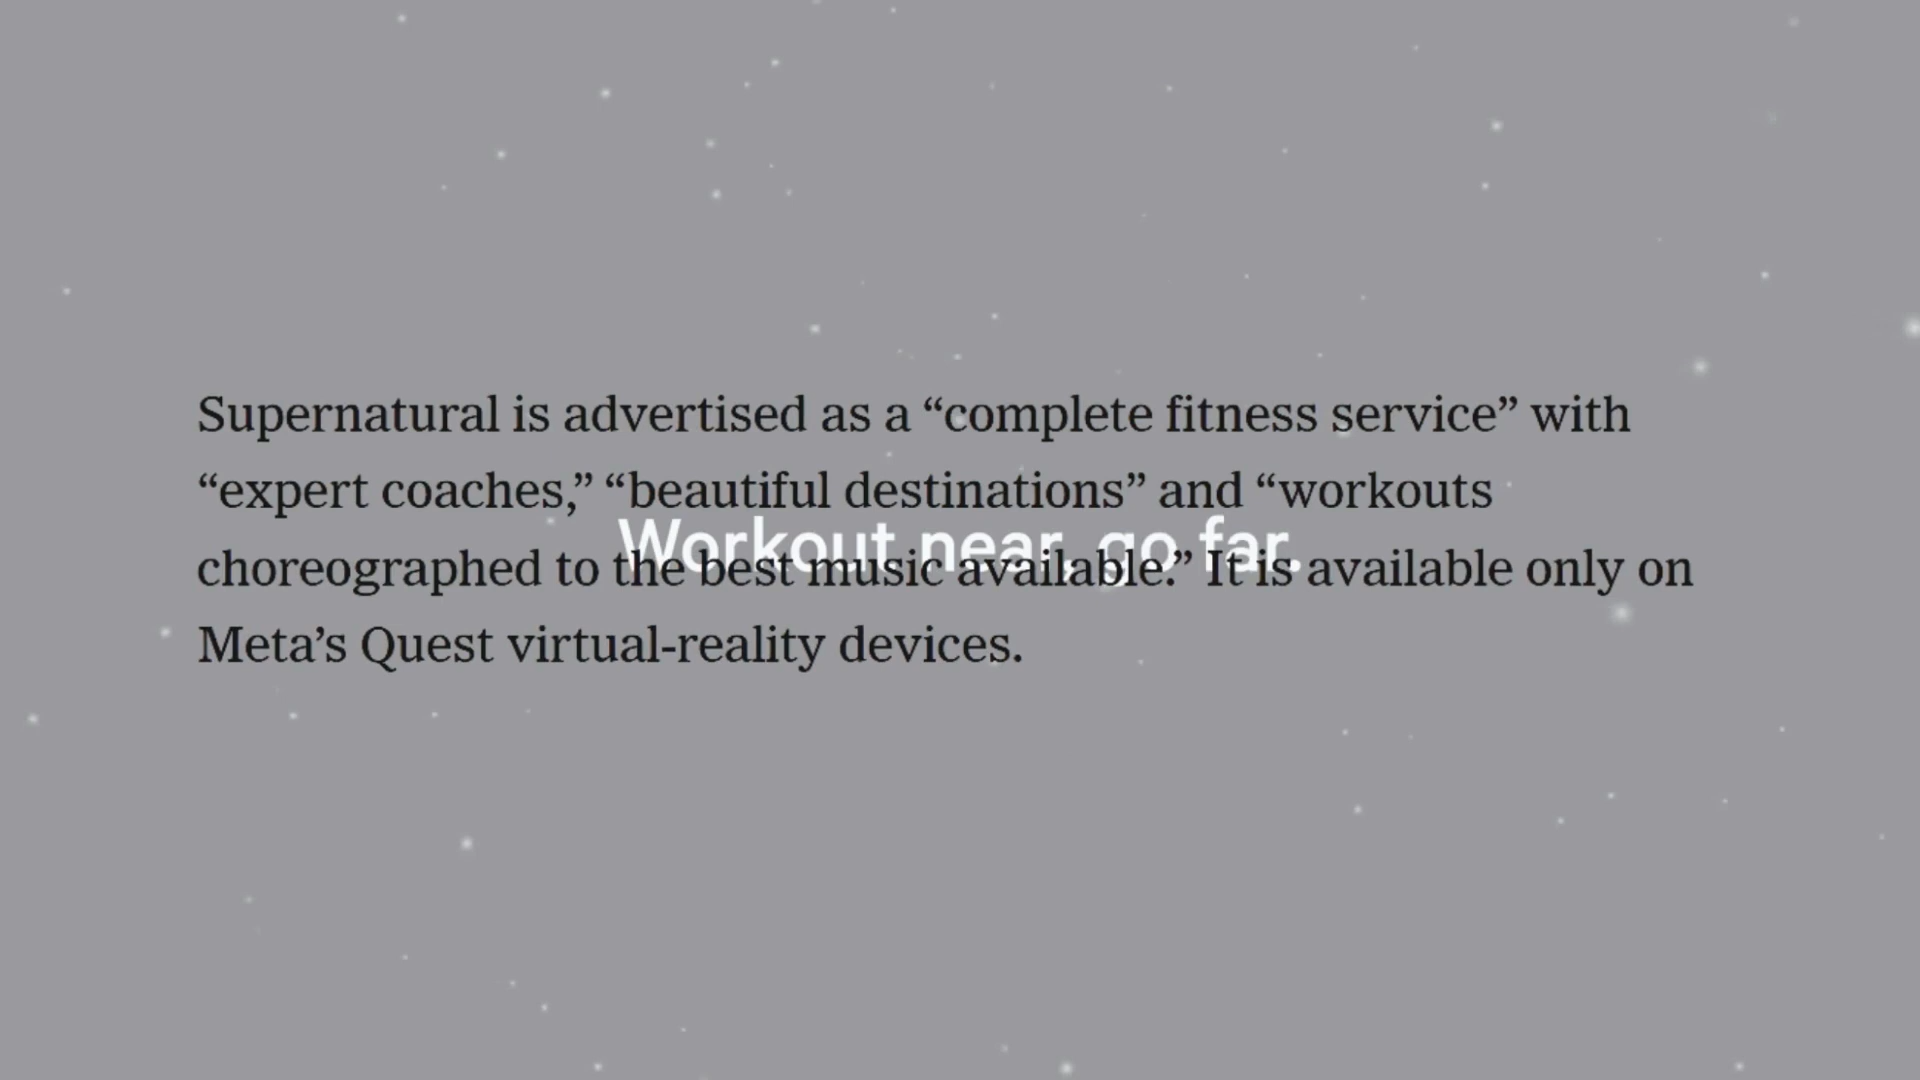 Supernatural is advertised as a “complete fitness service” with
“expert coaches,” “beautiful destinations” and “workouts
Workout near, go far.
choreographed to the best music available.” It is available only on
Meta’s Quest virtual-reality devices.